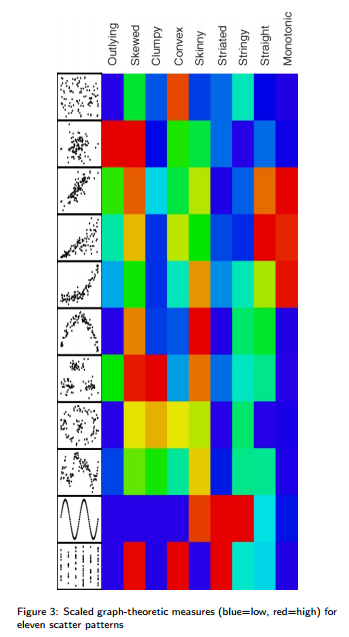 Outlying
Skewed
Clumpy
Convex
Skinny
Striated
Stringy
Straight
Monotonic
Figure 3: Scaled graph-theoretic measures (blue=low, red=high) for
eleven scatter patterns